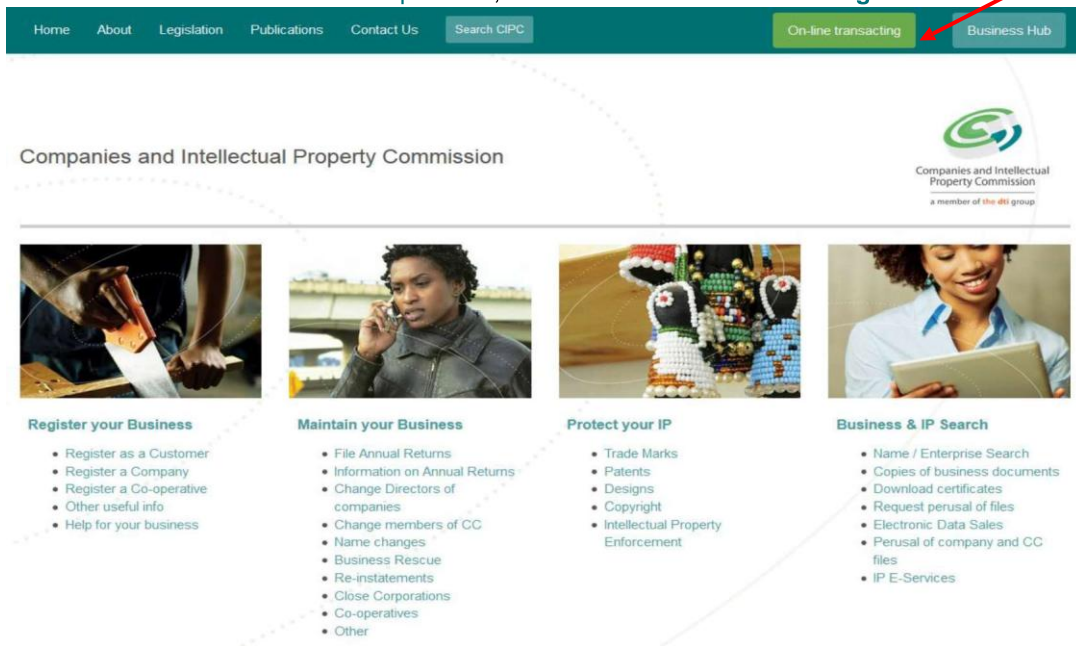 Home About Legislation Publications Contact Us Search CIPC On-line transacting Business Hub
Companies and Intellectual Property Commission
Companies and Intellectual
Property Commission
a member of the dti group
Register your Business
• Register as a Customer
• Register a Company
• Register a Co-operative
• Other useful info
• Help for your business
Maintain your Business
• File Annual Returns
• Information on Annual Returns
• Change Directors of
companies
• Change members of CC
• Name changes
• Business Rescue
• Re-instatements
• Close Corporations
• Co-operatives
• Other
Protect your IP
• Trade Marks
• Patents
• Designs
• Copyright
• Intellectual Property
Enforcement
Business & IP Search
• Name / Enterprise Search
• Copies of business documents
• Download certificates
• Request perusal of files
• Electronic Data Sales
• Perusal of company and CC
files
• IP E-Services